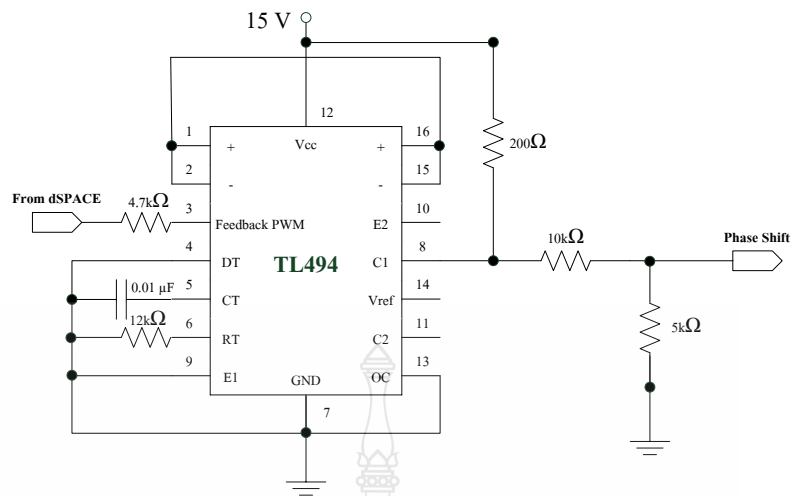 15 V
12
1
+
Vcc
+
16
2
-
-
15
200Ω
From dSPACE
4.7kΩ
3
Feedback PWM
E2
10
4
DT
TL494
C1
8
10kΩ
Phase Shift
0.01 µF
5
CT
Vref
14
12kΩ
6
RT
C2
11
5kΩ
9
E1
GND
OC
13
7